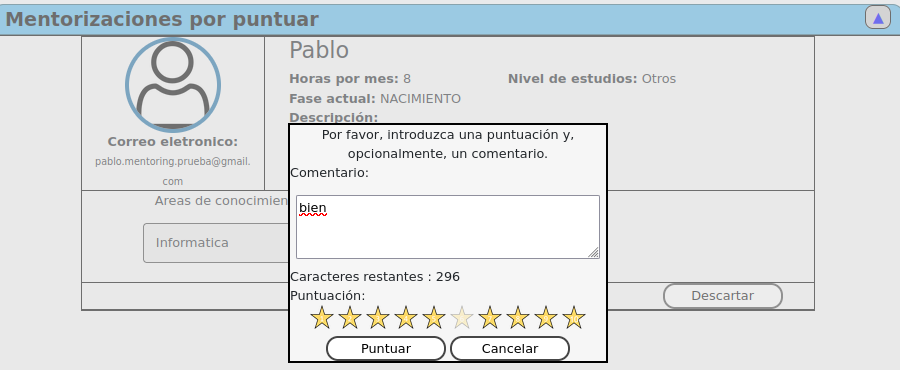 Mentorizaciones por puntuar
▲
Pablo
Horas por mes: 8 Nivel de estudios: Otros
Fase actual: NACIMIENTO
Descripción:
Correo eletronico:
pablo.mentoring.prueba@gmail.
com
Areas de conocimien
Informatica
Descartar
Por favor, introduzca una puntuación y,
opcionalmente, un comentario.
Comentario:
bien
Caracteres restantes : 296
Puntuación:
Puntuar Cancelar